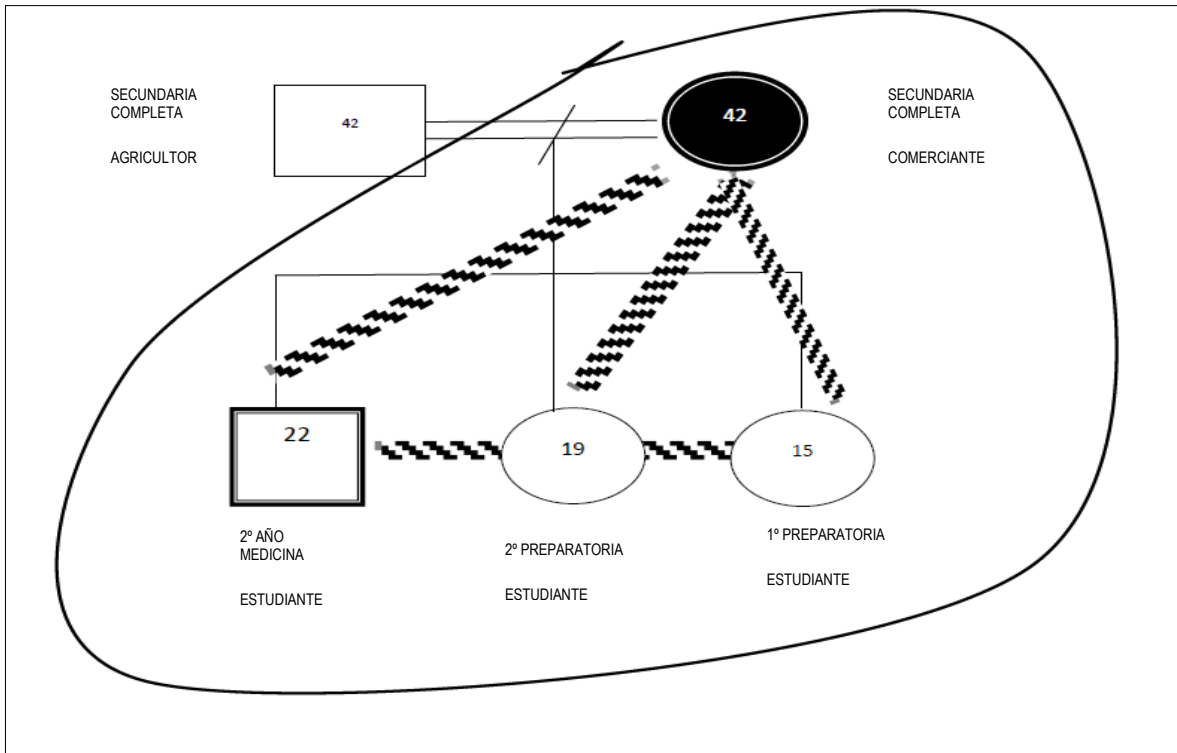 SECUNDARIA
COMPLETA
AGRICULTOR
42
42
SECUNDARIA
COMPLETA
COMERCIANTE
22
19
15
2º AÑO
MEDICINA
ESTUDIANTE
2º PREPARATORIA
ESTUDIANTE
1º PREPARATORIA
ESTUDIANTE